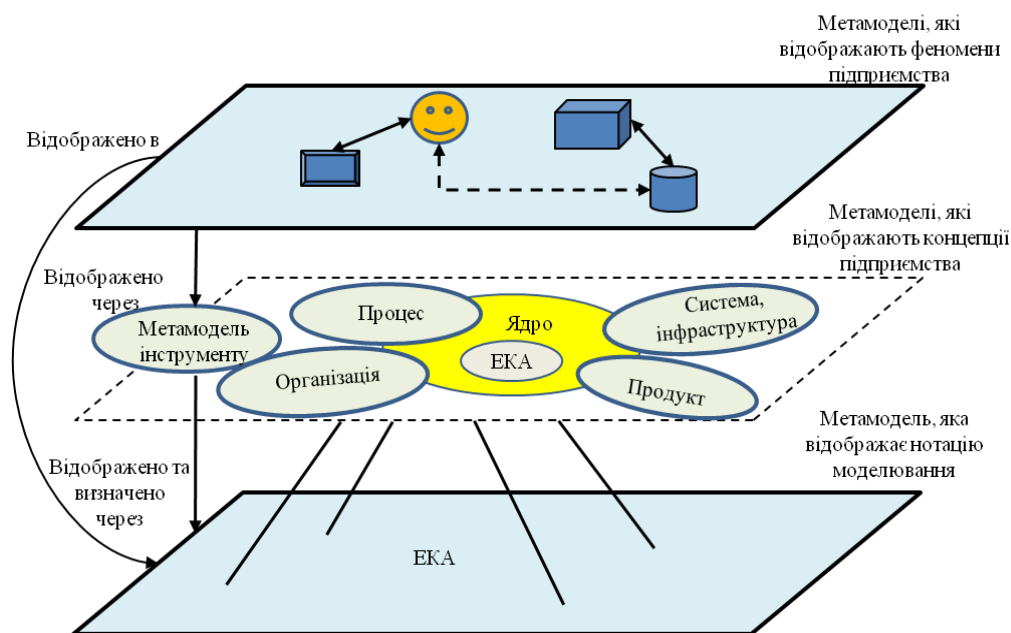 Метамоделі, які
відображають феномени
підприємства
Відображено в
Метамоделі, які
відображають концепції
підприємства
Відображено
через
Метамодель
інструменту
Процес
Ядро
ЕКА
Система,
інфраструктура
Організація
Продукт
Метамодель, яка
відображає нотацію
моделювання
Відображено та
визначено
через
ЕКА